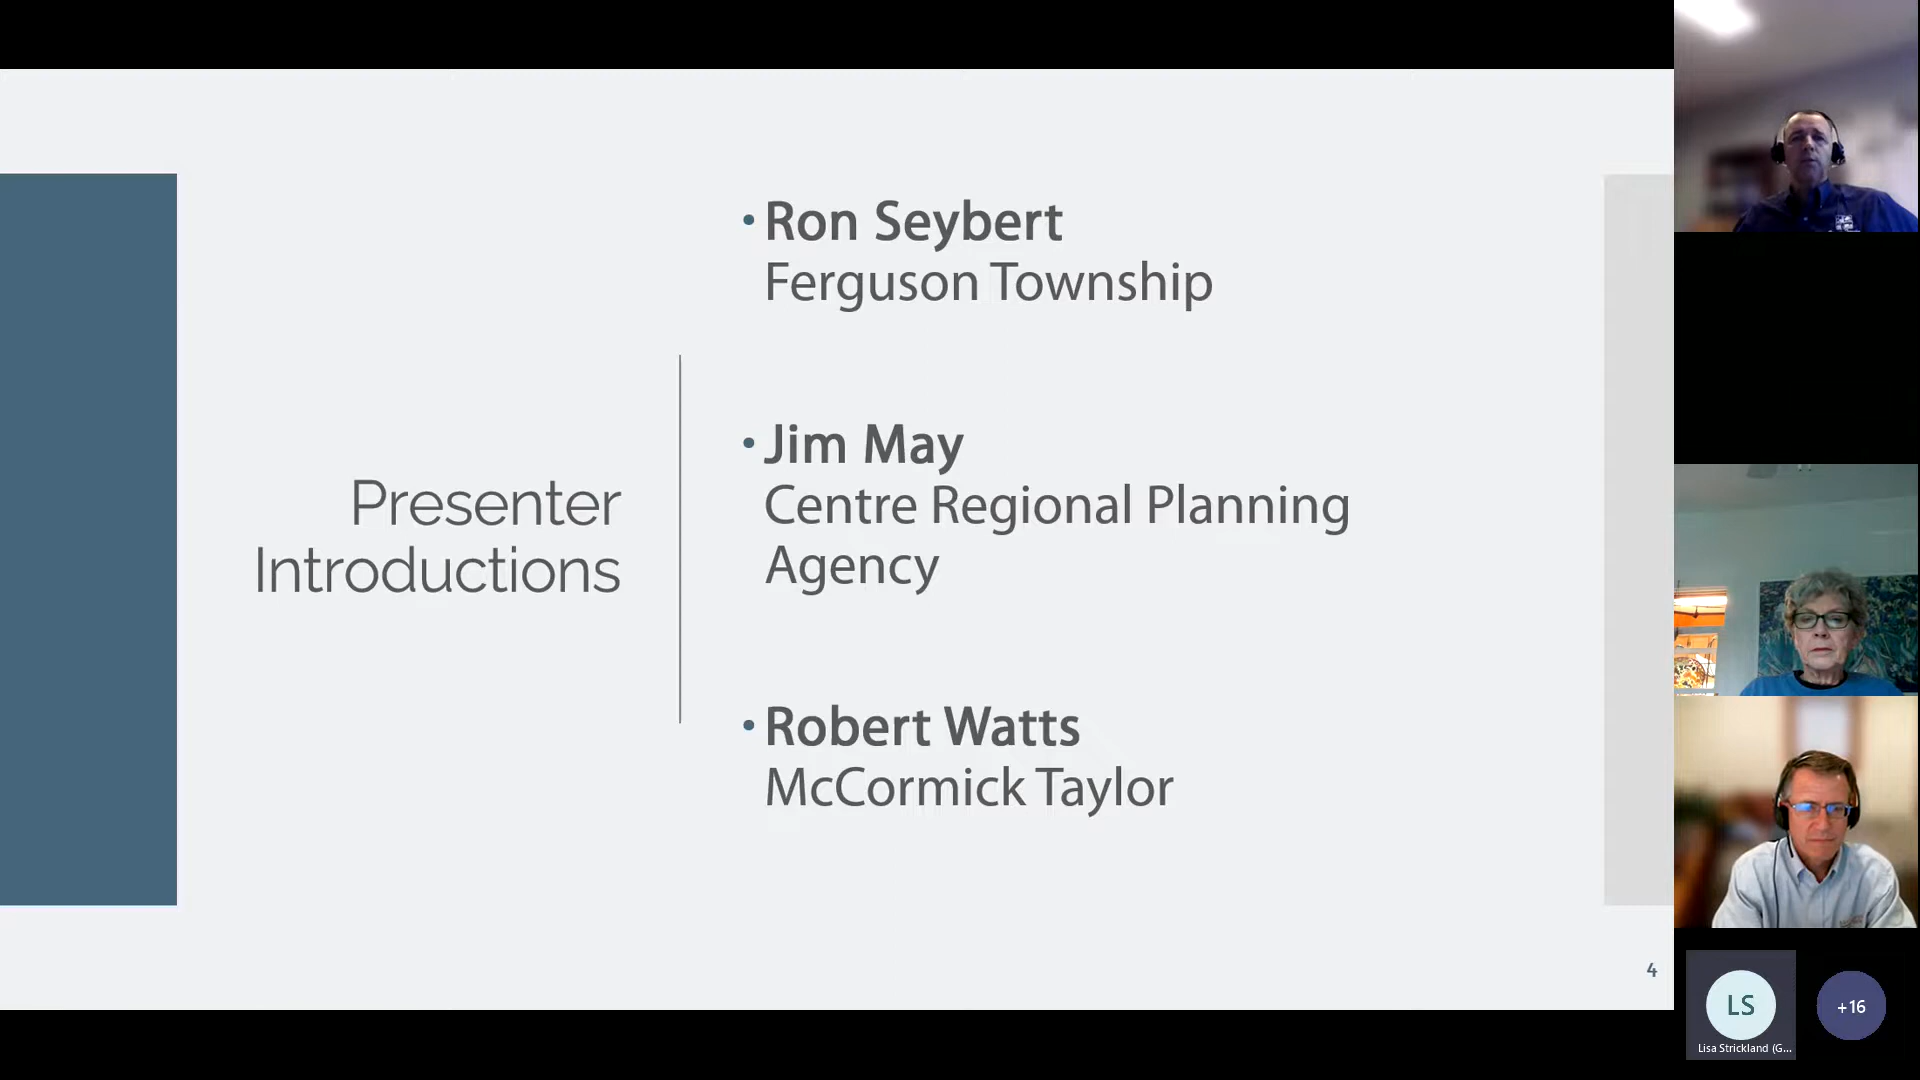 Presenter
Introductions
• Ron Seybert
Ferguson Township
• Jim May
Centre Regional Planning
Agency
• Robert Watts
McCormick Taylor
4
LS
Lisa Strickland (G...
+16